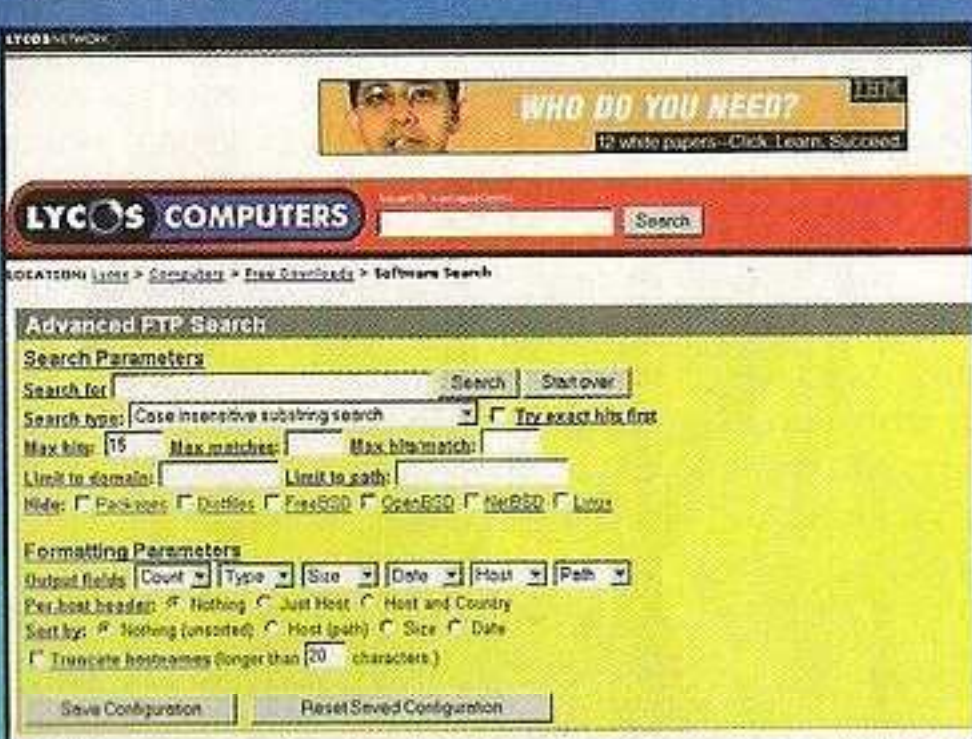 LYCOS NETWORK
IBM
WHO DO YOU NEED?
12 white papers--Click. Learn. Succeed.
LYCOS COMPUTERS
Search
LOCATION: Lycos > Computers > Free Downloads > Software Search
Advanced FTP Search
Search Parameters
Search for Search Start over
Search type: Case insensitive substring search Try exact hits first
Max hits: 15 Max matches: Max hits/match:
Limit to domain: Limit to path:
Hide: Packages Distfiles FreeBSD OpenBSD NetBSD Linux
Formatting Parameters
Output fields Count Type Size Date Host Path
Per host header: Nothing Just Host Host and Country
Sort by: Nothing (unsorted) Host (path) Size Date
Truncate hostnames (longer than 20 characters.)
Save Configuration Reset Saved Configuration